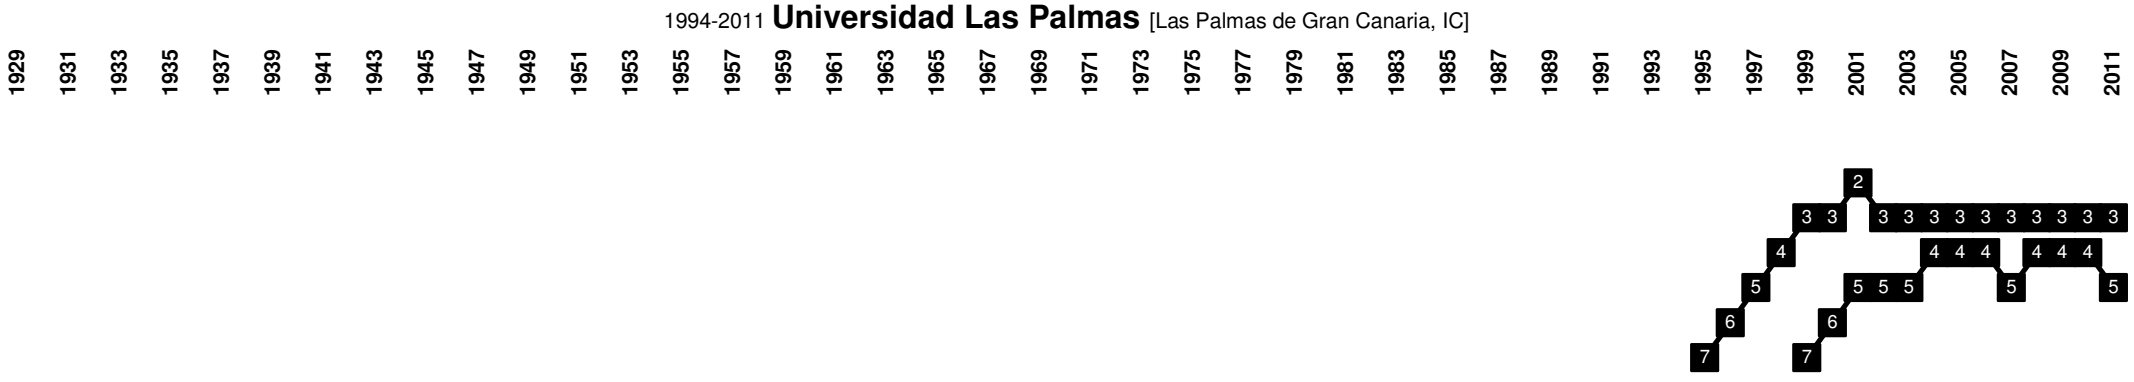 1994-2011 Universidad Las Palmas [Las Palmas de Gran Canaria, IC]
1929 1931 1933 1935 1937 1939 1941 1943 1945 1947 1949 1951 1953 1955 1957 1959 1961 1963 1965 1967 1969 1971 1973 1975 1977 1979 1981 1983 1985 1987 1989 1991 1993 1995 1997 1999 2001 2003 2005 2007 2009 2011
2
3 3 3 3 3 3 3 3 3 3 3 3
4 4 4 4 4 4 4
5 5 5 5 5 5
6 6
7 7